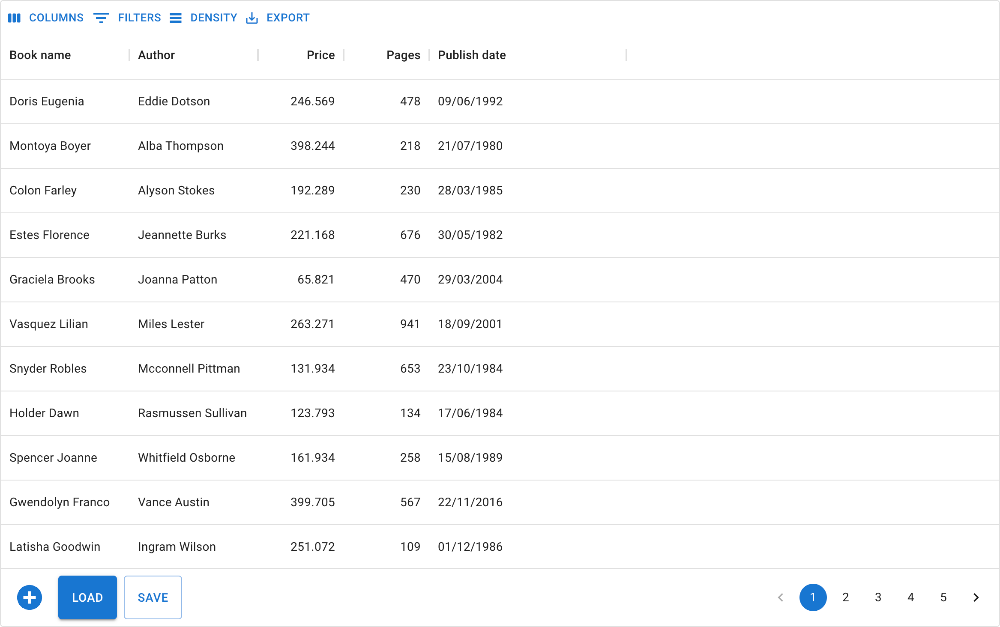 COLUMNS FILTERS DENSITY EXPORT
Book name Author Price Pages Publish date
Doris Eugenia Eddie Dotson 246.569 478 09/06/1992
Montoya Boyer Alba Thompson 398.244 218 21/07/1980
Colon Farley Alyson Stokes 192.289 230 28/03/1985
Estes Florence Jeannette Burks 221.168 676 30/05/1982
Graciela Brooks Joanna Patton 65.821 470 29/03/2004
Vasquez Lilian Miles Lester 263.271 941 18/09/2001
Snyder Robles Mcconnell Pittman 131.934 653 23/10/1984
Holder Dawn Rasmussen Sullivan 123.793 134 17/06/1984
Spencer Joanne Whitfield Osborne 161.934 258 15/08/1989
Gwendolyn Franco Vance Austin 399.705 567 22/11/2016
Latisha Goodwin Ingram Wilson 251.072 109 01/12/1986
LOAD SAVE 1 2 3 4 5